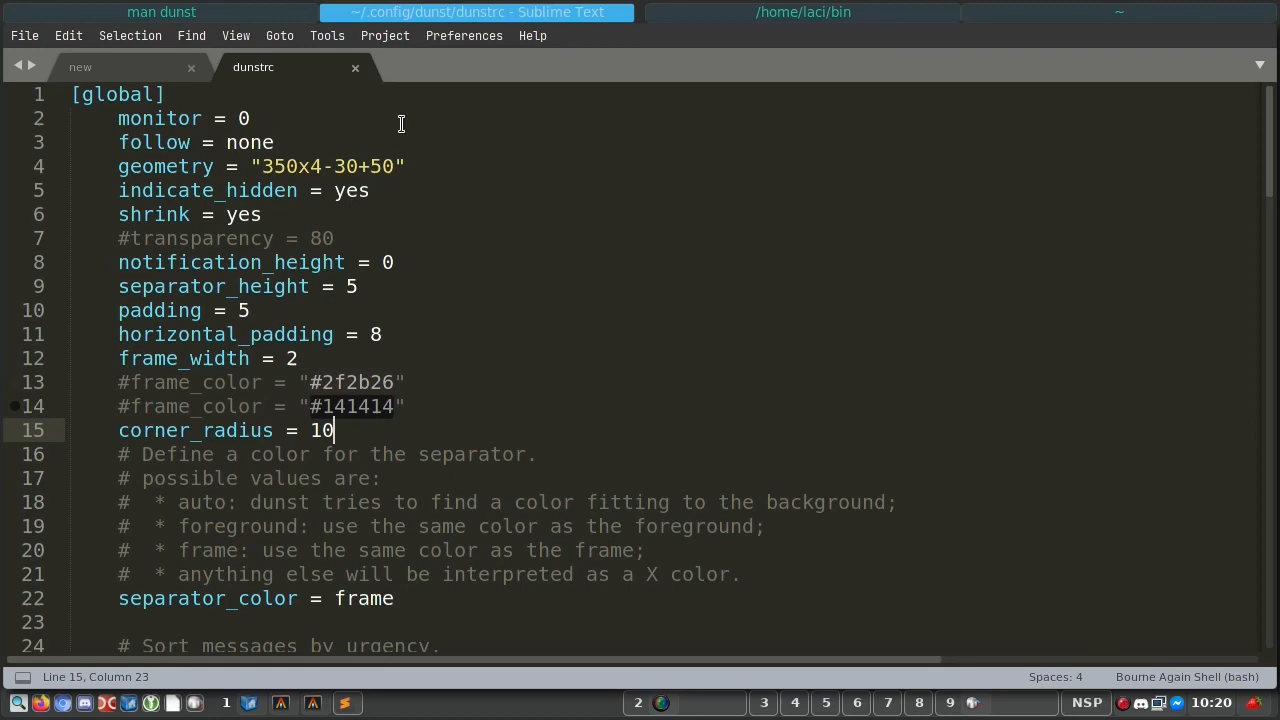 man dunst
~/.config/dunst/dunstrc - Sublime Text
/home/laci/bin
~
File Edit Selection Find View Goto Tools Project Preferences Help
new
dunstrc
1 [global]
2 monitor = 0
3 follow = none
4 geometry = "350x4-30+50"
5 indicate_hidden = yes
6 shrink = yes
7 #transparency = 80
8 notification_height = 0
9 separator_height = 5
10 padding = 5
11 horizontal_padding = 8
12 frame_width = 2
13 #frame_color = "#2f2b26"
14 #frame_color = "#141414"
15 corner_radius = 10
16 # Define a color for the separator.
17 # possible values are:
18 #  * auto: dunst tries to find a color fitting to the background;
19 #  * foreground: use the same color as the foreground;
20 #  * frame: use the same color as the frame;
21 #  * anything else will be interpreted as a X color.
22 separator_color = frame
23
24 # Sort messages by urgency.
Line 15, Column 23
Spaces: 4
Bourne Again Shell (bash)
1 2 3 4 5 6 7 8 9 NSP 10:20